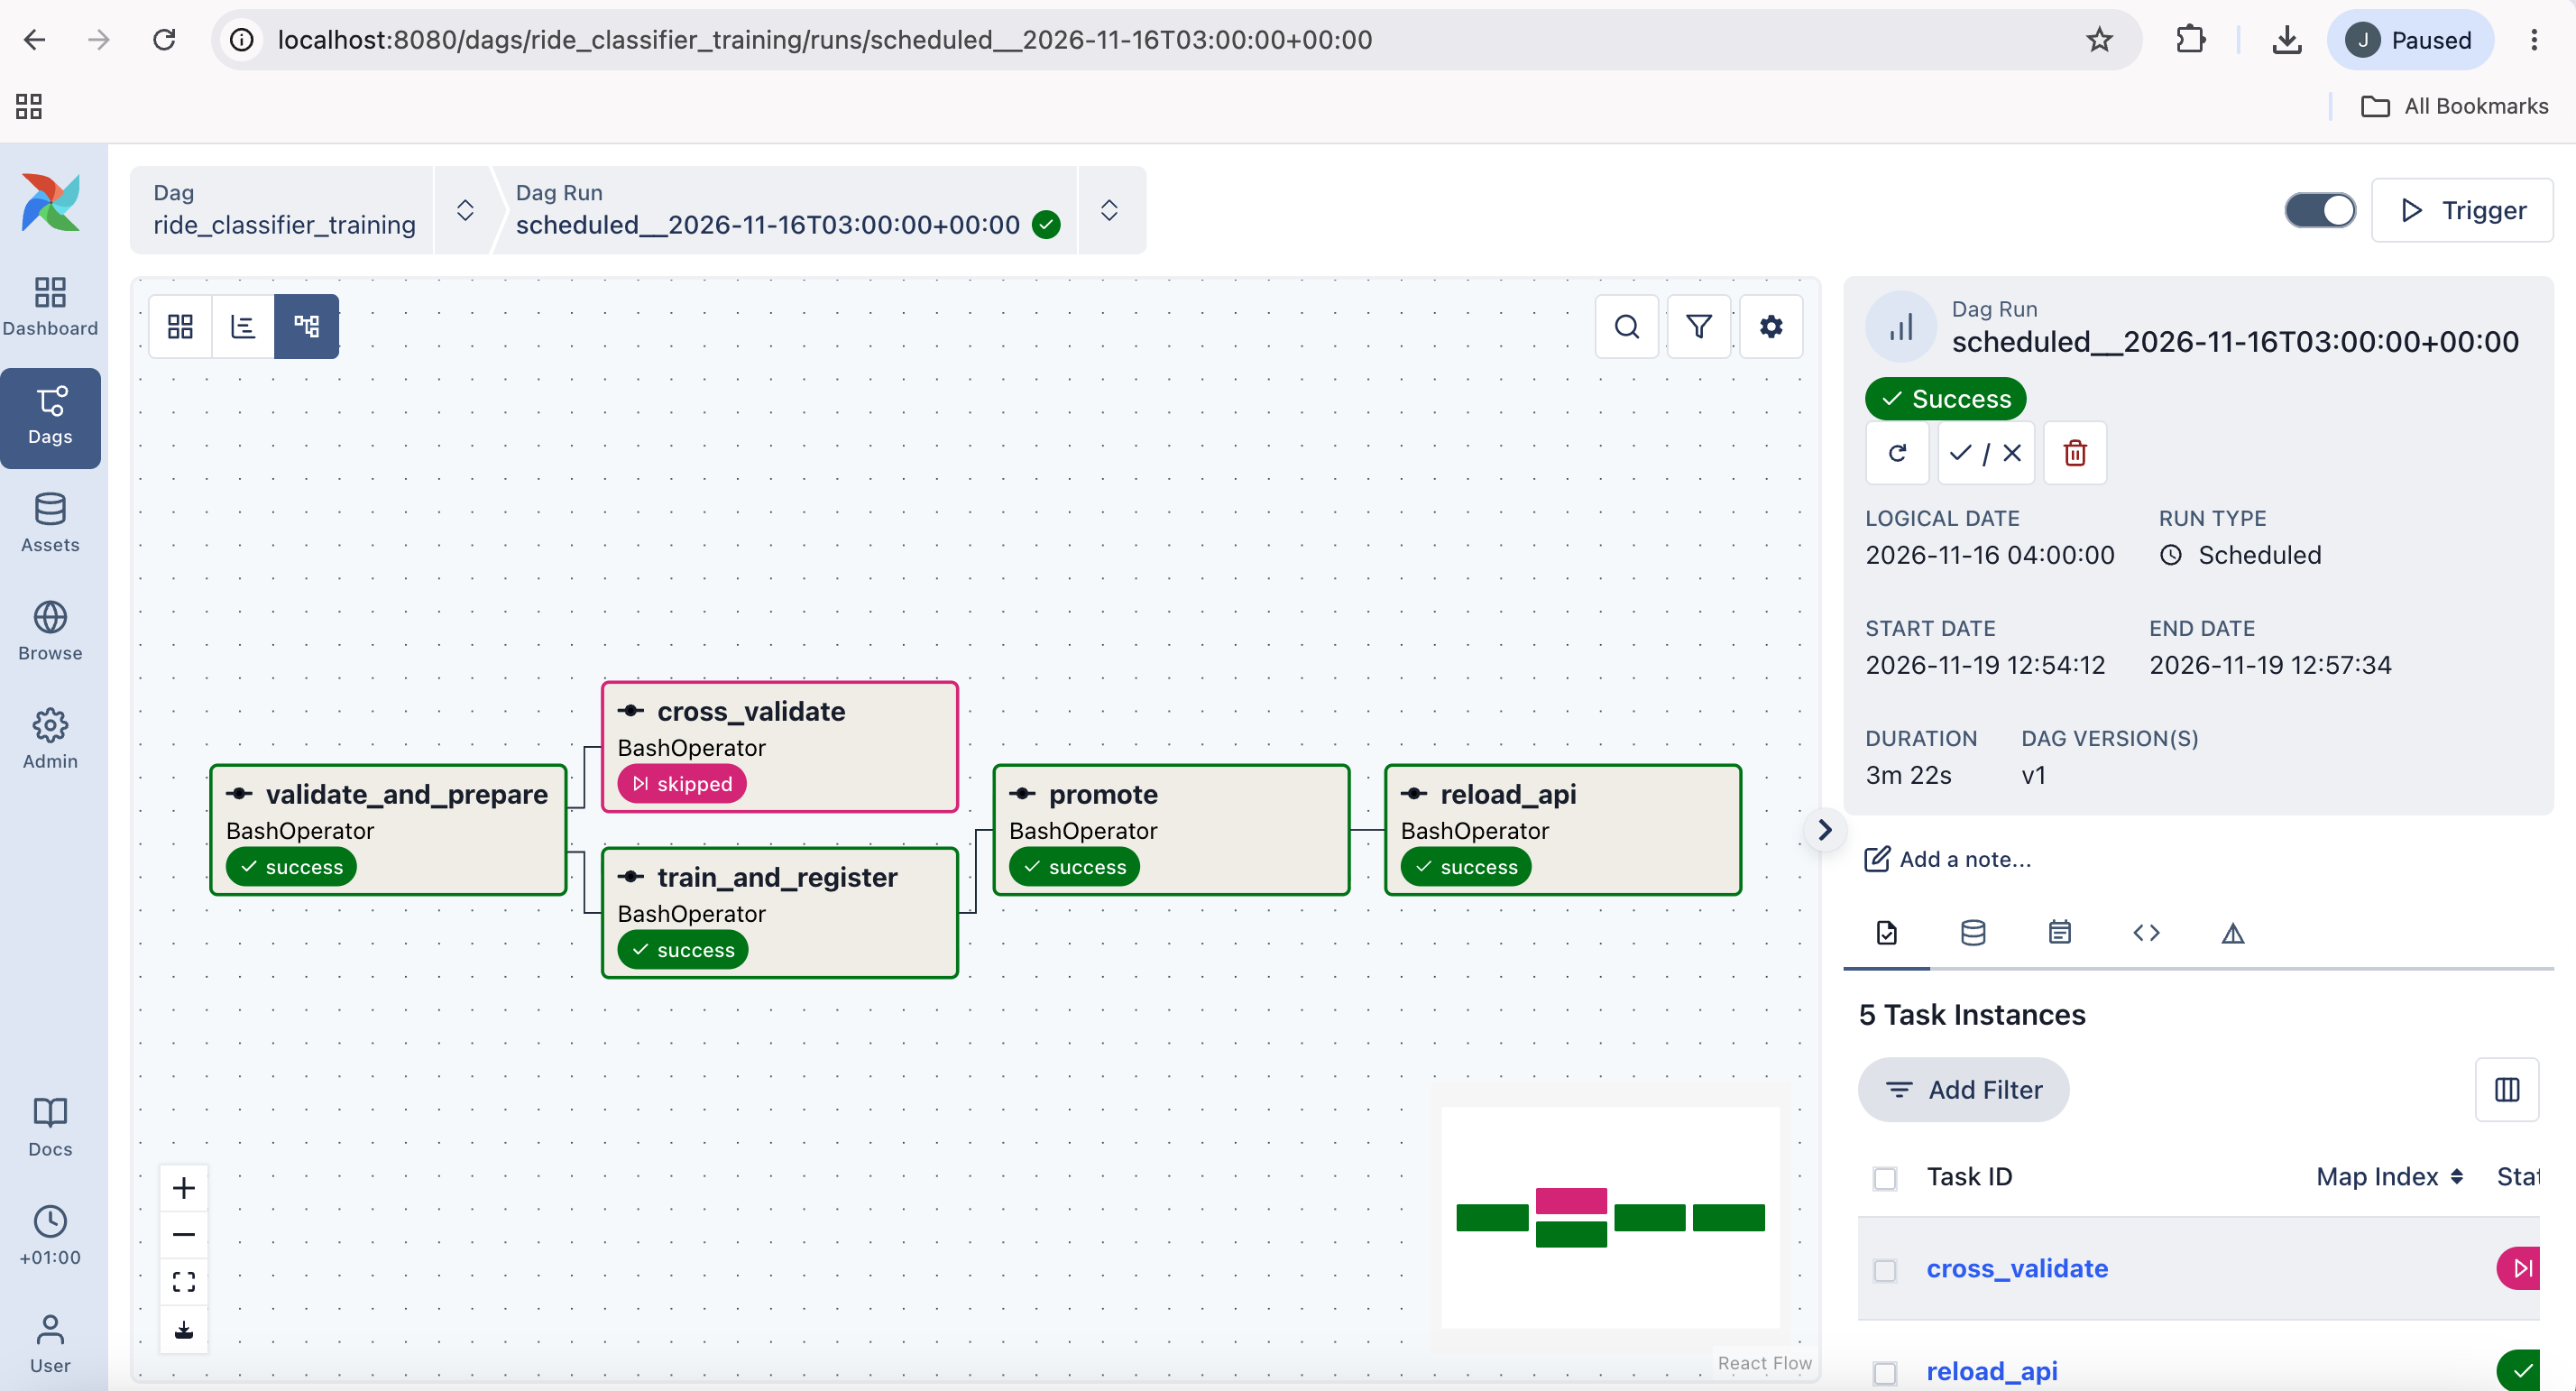 localhost:8080/dags/ride_classifier_training/runs/scheduled__2026-11-16T03:00:00+00:00
J
Paused
All Bookmarks
Dag
ride_classifier_training
Dag Run
scheduled__2026-11-16T03:00:00+00:00
Trigger
Dashboard
Dags
Assets
Browse
Admin
Docs
+01:00
User
validate_and_prepare
BashOperator
success
cross_validate
BashOperator
skipped
train_and_register
BashOperator
success
promote
BashOperator
success
reload_api
BashOperator
success
React Flow
Dag Run
scheduled__2026-11-16T03:00:00+00:00
Success
/
LOGICAL DATE
RUN TYPE
2026-11-16 04:00:00
Scheduled
START DATE
END DATE
2026-11-19 12:54:12
2026-11-19 12:57:34
DURATION
DAG VERSION(S)
3m 22s
v1
Add a note...
5 Task Instances
Add Filter
Task ID
Map Index
Stat
cross_validate
reload_api